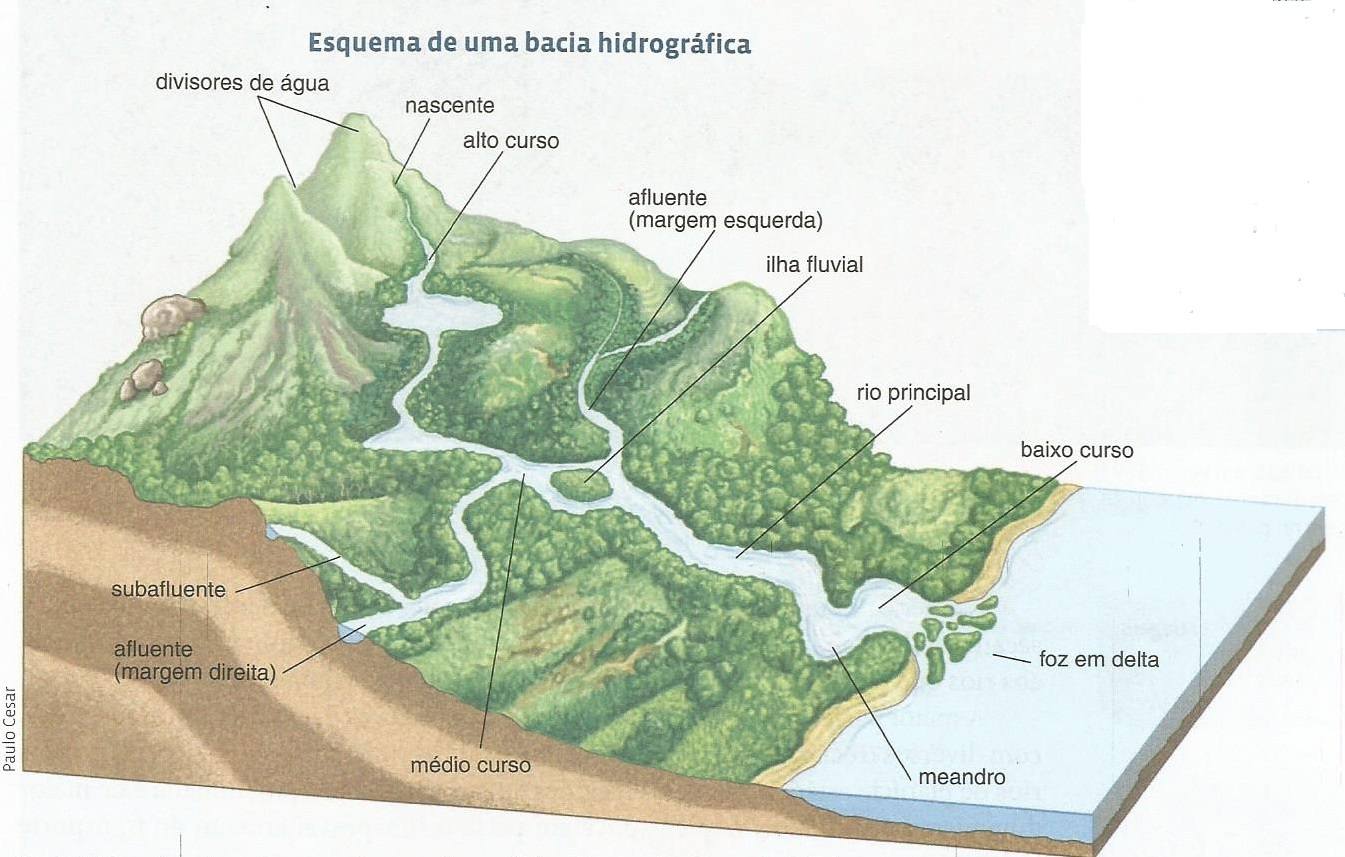 Esquema de uma bacia hidrográfica
divisores de água
nascente
alto curso
afluente
(margem esquerda)
ilha fluvial
rio principal
baixo curso
subafluente
afluente
(margem direita)
foz em delta
médio curso
meandro
Paulo Cesar